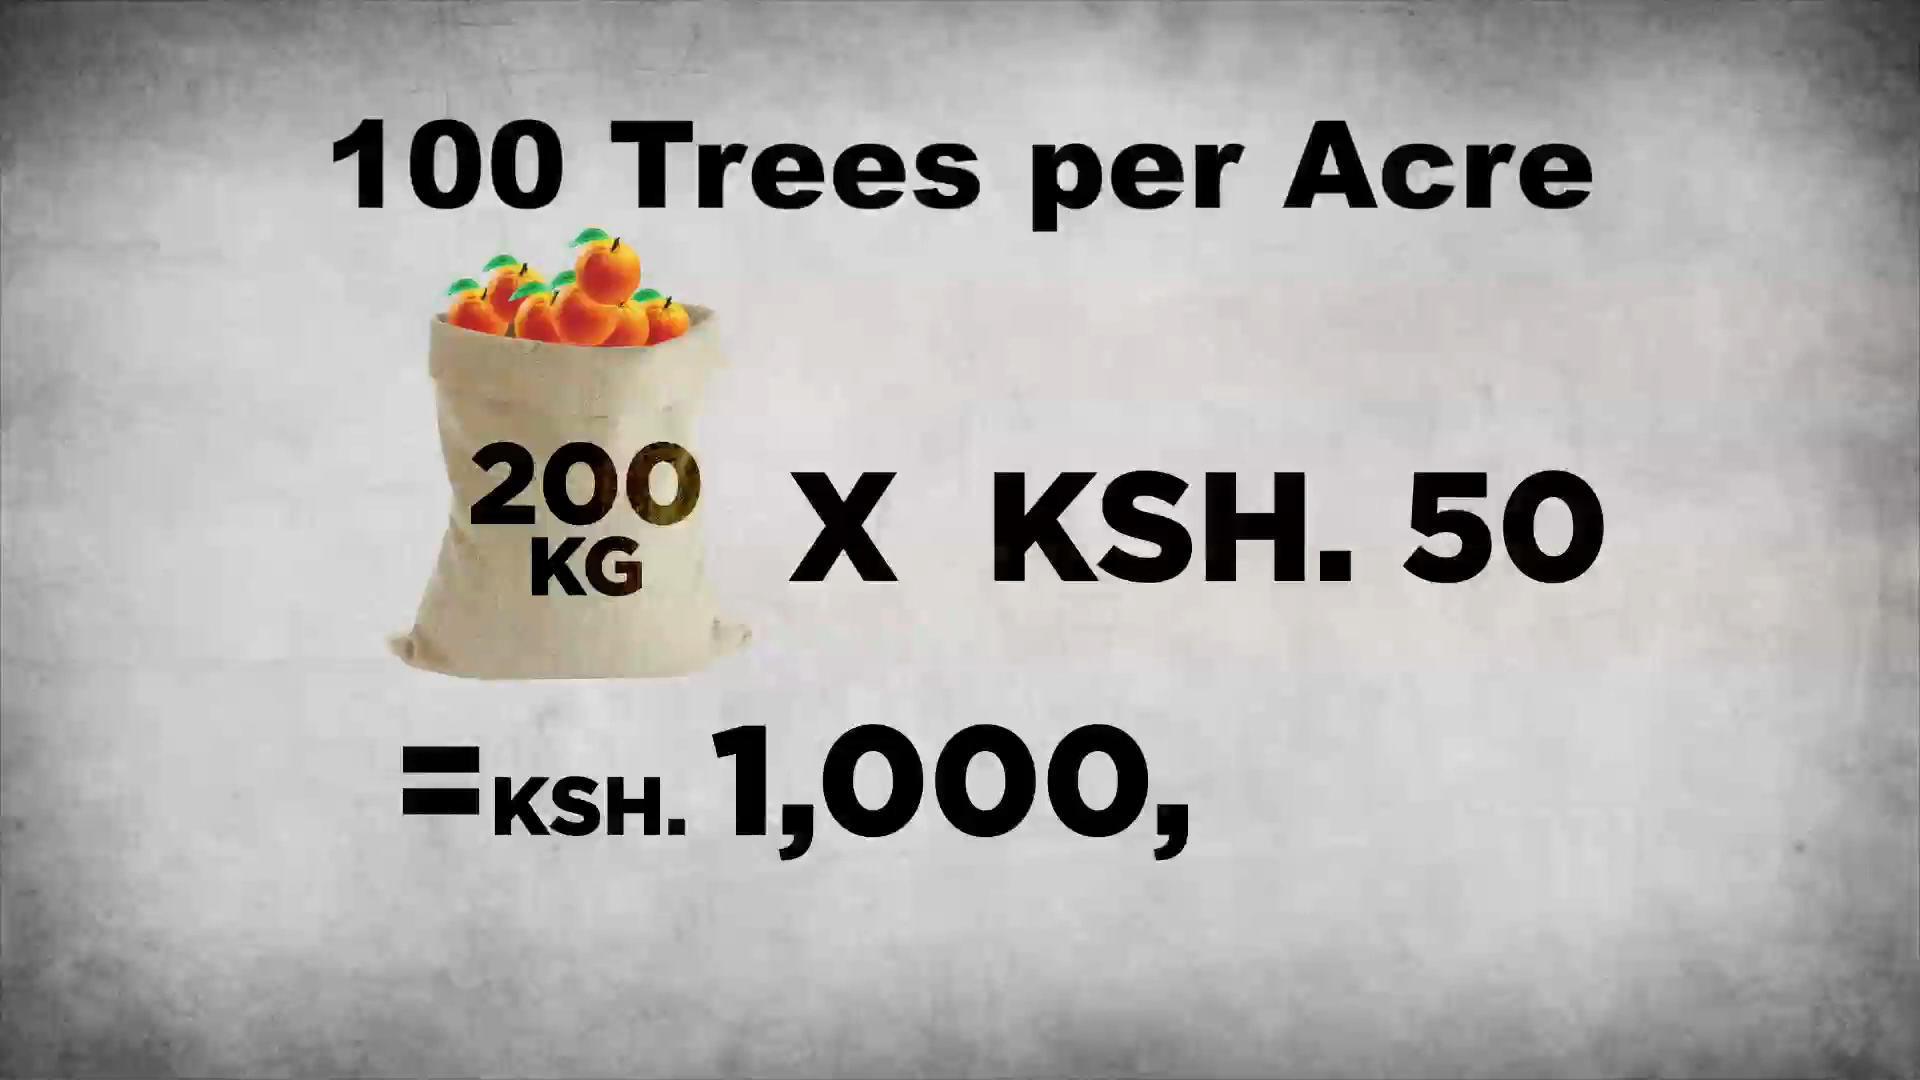 100 Trees per Acre
200
KG
X KSH. 50
=KSH. 1,000,